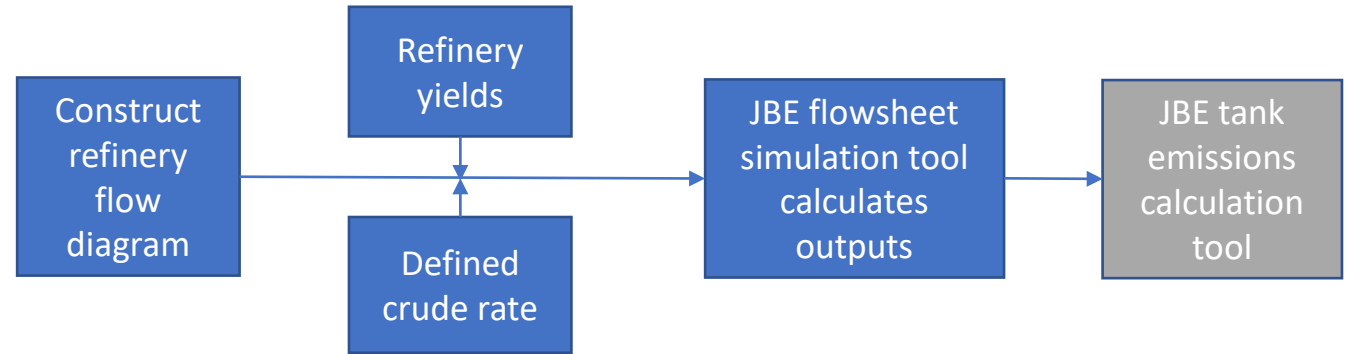 Construct
refinery
flow
diagram
Refinery
yields
Defined
crude rate
JBE flowsheet
simulation tool
calculates
outputs
JBE tank
emissions
calculation
tool